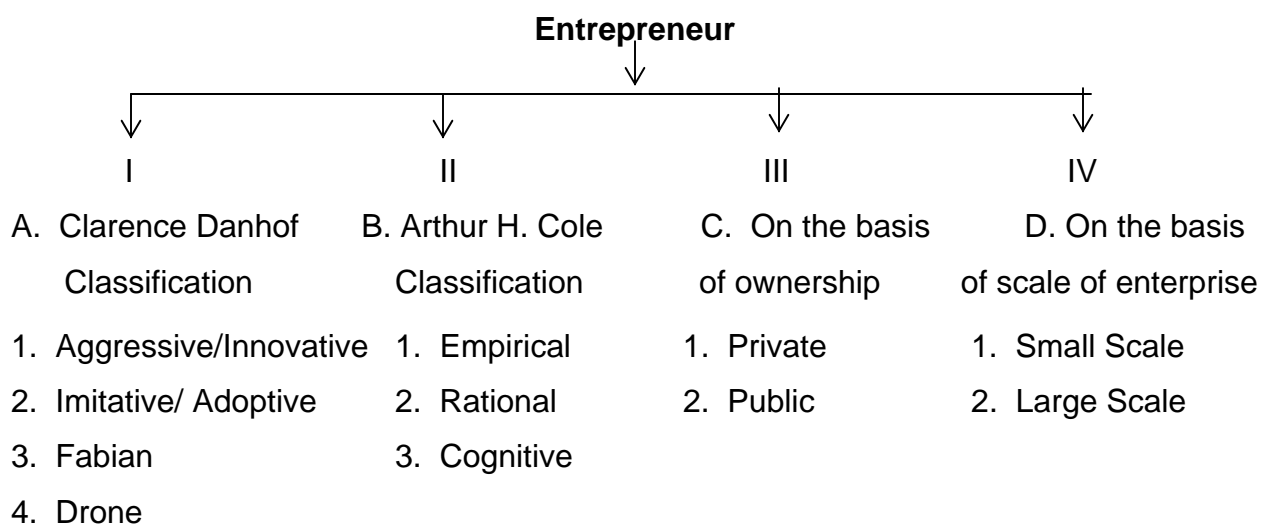 Entrepreneur
I II III IV
A. Clarence Danhof B. Arthur H. Cole C. On the basis D. On the basis
Classification Classification of ownership of scale of enterprise
1. Aggressive/Innovative 1. Empirical 1. Private 1. Small Scale
2. Imitative/ Adoptive 2. Rational 2. Public 2. Large Scale
3. Fabian 3. Cognitive
4. Drone